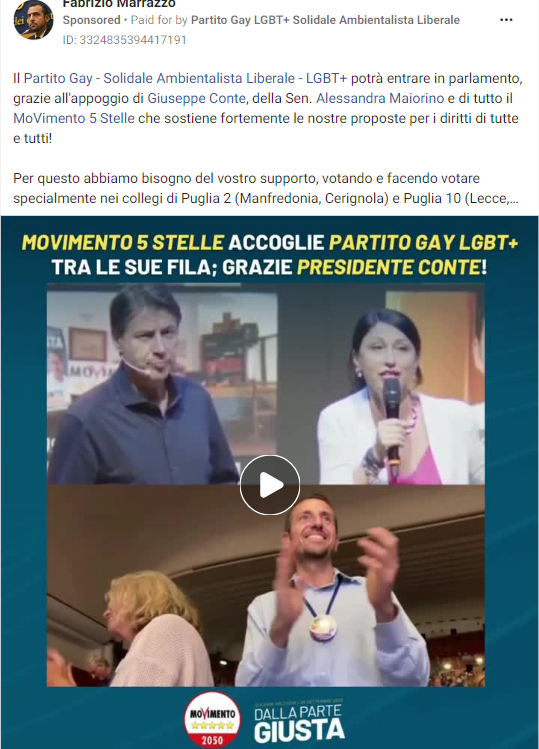 Fabrizio Marrazzo
Sponsored • Paid for by Partito Gay LGBT+ Solidale Ambientalista Liberale
ID: 3324835394417191
Il Partito Gay - Solidale Ambientalista Liberale - LGBT+ potrà entrare in parlamento,
grazie all'appoggio di Giuseppe Conte, della Sen. Alessandra Maiorino e di tutto il
MoVimento 5 Stelle che sostiene fortemente le nostre proposte per i diritti di tutte
e tutti!
Per questo abbiamo bisogno del vostro supporto, votando e facendo votare
specialmente nei collegi di Puglia 2 (Manfredonia, Cerignola) e Puglia 10 (Lecce,...
MOVIMENTO 5 STELLE ACCOGLIE PARTITO GAY LGBT+
TRA LE SUE FILA; GRAZIE PRESIDENTE CONTE!
MOVIMENTO
2050
DALLA PARTE
GIUSTA